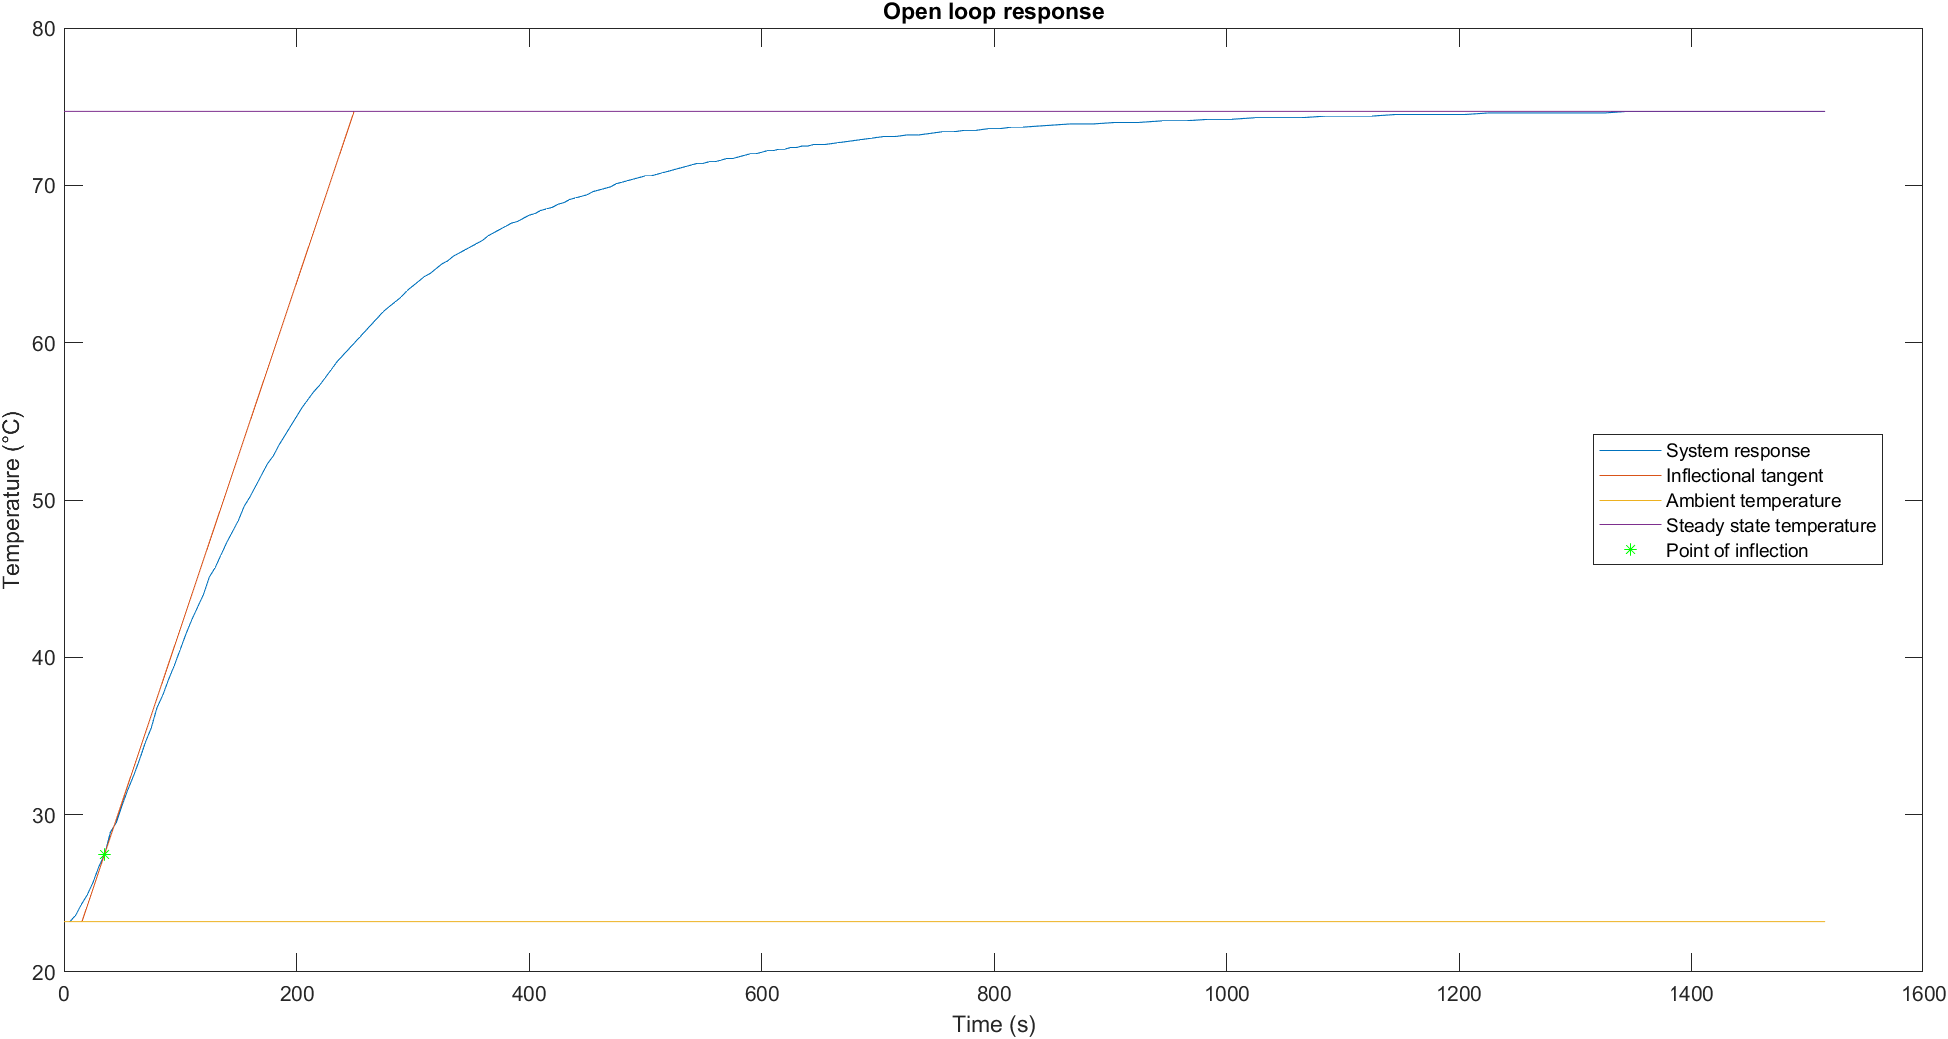 Open loop response
80
70
60
50
40
30
20
Temperature (°C)
System response
Inflectional tangent
Ambient temperature
Steady state temperature
Point of inflection
0 200 400 600 800 1000 1200 1400 1600
Time (s)